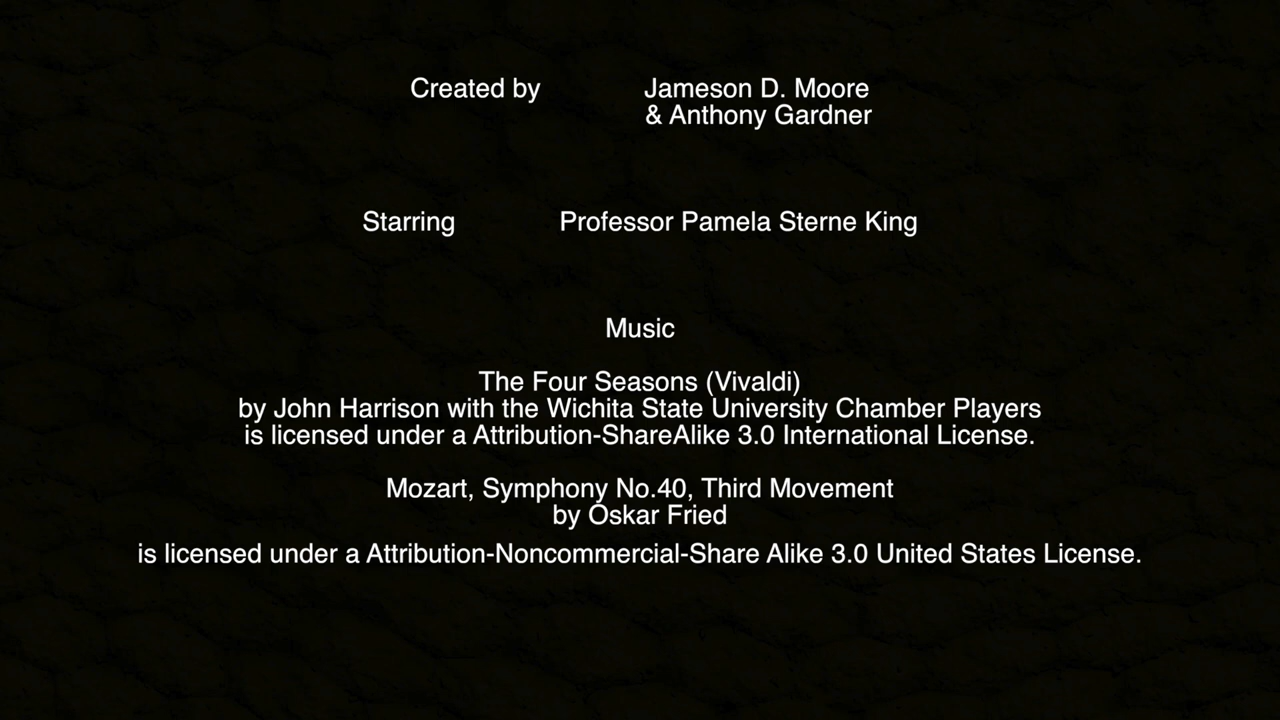 Created by Jameson D. Moore
& Anthony Gardner
Starring Professor Pamela Sterne King
Music
The Four Seasons (Vivaldi)
by John Harrison with the Wichita State University Chamber Players
is licensed under a Attribution-ShareAlike 3.0 International License.
Mozart, Symphony No.40, Third Movement
by Oskar Fried
is licensed under a Attribution-Noncommercial-Share Alike 3.0 United States License.